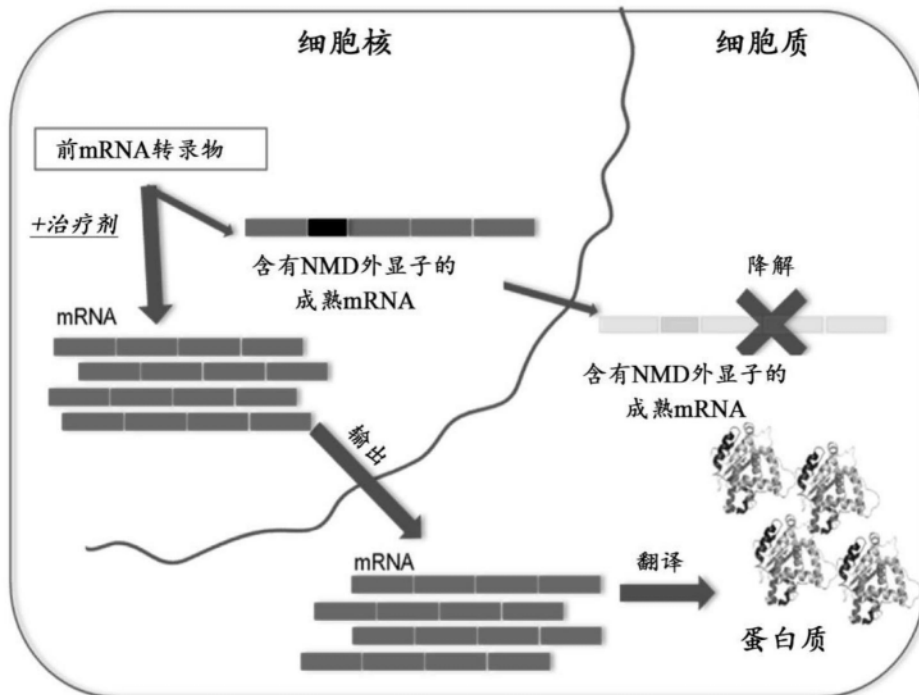 细胞核
细胞质
前mRNA转录物
+治疗剂
含有NMD外显子的
成熟mRNA
降解
mRNA
含有NMD外显子的
成熟mRNA
输出
mRNA
翻译
蛋白质